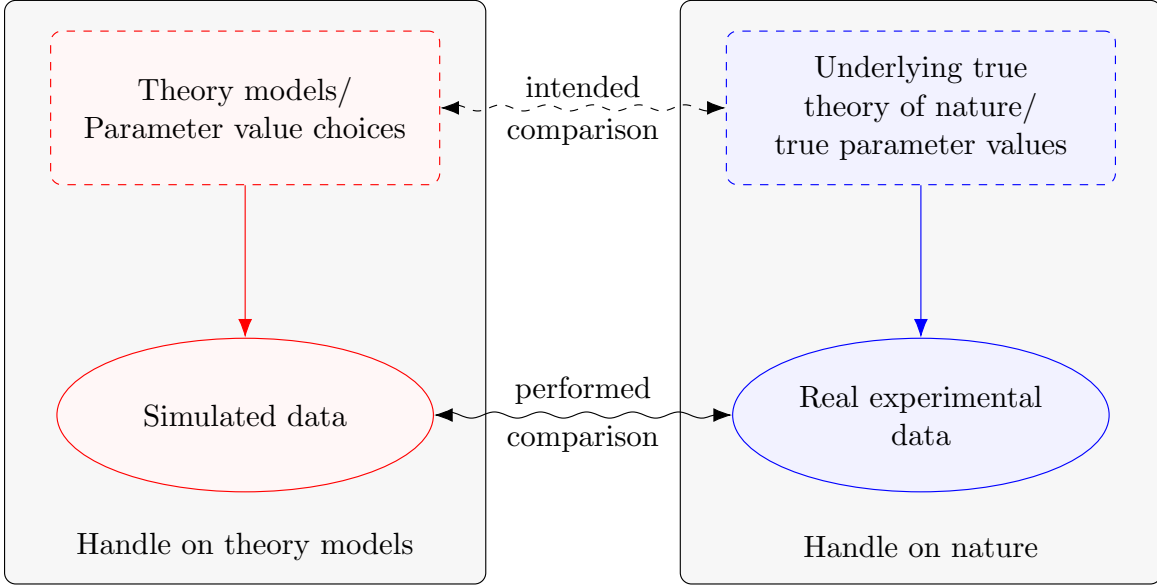 Theory models/
Parameter value choices
intended
comparison
Underlying true
theory of nature/
true parameter values
Simulated data
performed
comparison
Real experimental
data
Handle on theory models
Handle on nature